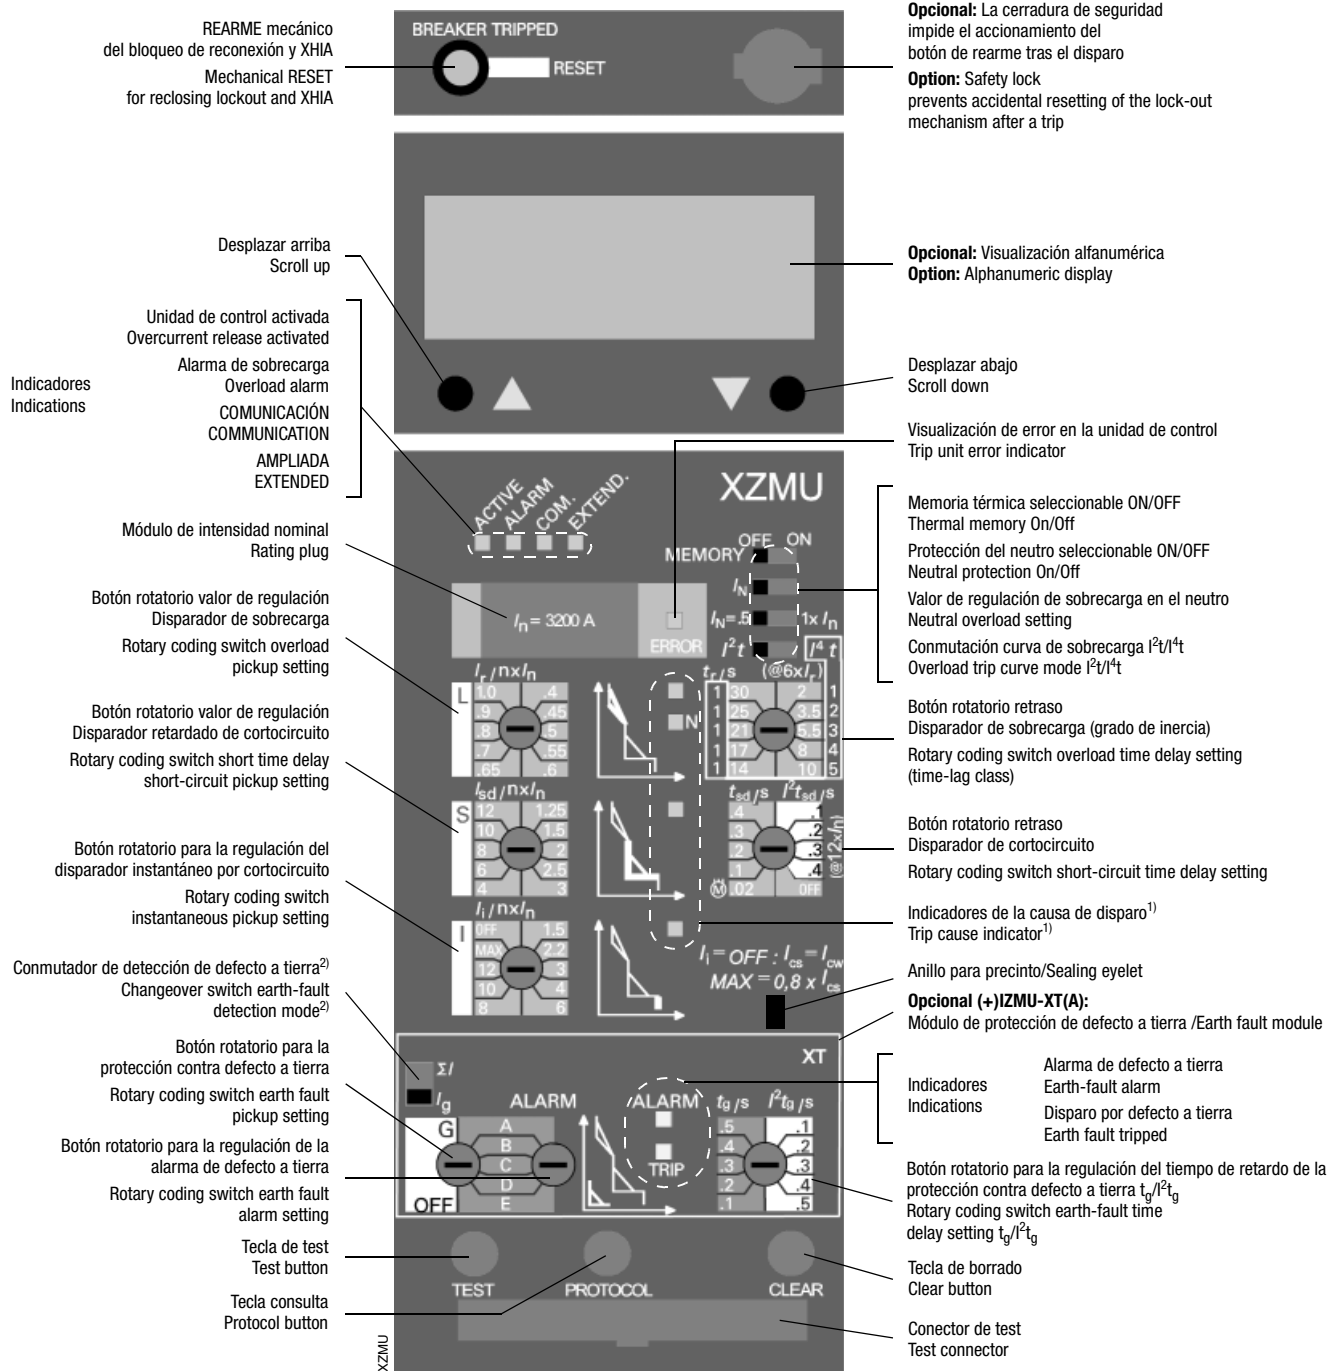 REARME mecánico
del bloqueo de reconexión y XHIA
Mechanical RESET
for reclosing lockout and XHIA
BREAKER TRIPPED
RESET
Opcional: La cerradura de seguridad
impide el accionamiento del
botón de rearme tras el disparo
Option: Safety lock
prevents accidental resetting of the lock-out
mechanism after a trip
Desplazar arriba
Scroll up
Opcional: Visualización alfanumérica
Option: Alphanumeric display
Indicadores
Indications
Unidad de control activada
Overcurrent release activated
Alarma de sobrecarga
Overload alarm
COMUNICACIÓN
COMMUNICATION
AMPLIADA
EXTENDED
Desplazar abajo
Scroll down
Visualización de error en la unidad de control
Trip unit error indicator
XZMU
ACTIVE
ALARM
COM.
EXTEND.
Módulo de intensidad nominal
Rating plug
OFF ON
MEMORY
I_N
I_N=.5 1x I_n
I²t I⁴t
Memoria térmica seleccionable ON/OFF
Thermal memory On/Off
Protección del neutro seleccionable ON/OFF
Neutral protection On/Off
Valor de regulación de sobrecarga en el neutro
Neutral overload setting
Conmutación curva de sobrecarga I²t/I⁴t
Overload trip curve mode I²t/I⁴t
I_n = 3200 A
ERROR
Botón rotatorio valor de regulación
Disparador de sobrecarga
Rotary coding switch overload
pickup setting
I_r / nxI_n
L
1.0 .4
.9 .45
.8 .5
.7 .55
.65 .6
N
t_r/s (@6xI_r)
1 30 2 1
1 25 3.5 2
1 21 5.5 3
1 17 8 4
1 14 10 5
Botón rotatorio retraso
Disparador de sobrecarga (grado de inercia)
Rotary coding switch overload time delay setting
(time-lag class)
Botón rotatorio valor de regulación
Disparador retardado de cortocircuito
Rotary coding switch short time delay
short-circuit pickup setting
I_sd / nxI_n
S
12 1.25
10 1.5
8 2
6 2.5
4 3
t_sd/s I²t_sd/s
.4 .1
.3 .2
.2 .3
.1 .4
M .02 OFF
(@12xI_n)
Botón rotatorio retraso
Disparador de cortocircuito
Rotary coding switch short-circuit time delay setting
Botón rotatorio para la regulación del
disparador instantáneo por cortocircuito
Rotary coding switch
instantaneous pickup setting
I_i / nxI_n
I
OFF 1.5
MAX 2.2
12 3
10 4
8 6
I_i = OFF : I_cs = I_cw
MAX = 0,8 x I_cs
Indicadores de la causa de disparo¹⁾
Trip cause indicator¹⁾
Anillo para precinto/Sealing eyelet
Opcional (+)IZMU-XT(A):
Módulo de protección de defecto a tierra /Earth fault module
Conmutador de detección de defecto a tierra²⁾
Changeover switch earth-fault
detection mode²⁾
XT
ΣI
I_g
ALARM
ALARM
TRIP
G
OFF
A
B
C
D
E
t_g /s I²t_g /s
.5 .1
.4 .2
.3 .3
.2 .4
.1 .5
Indicadores
Indications
Alarma de defecto a tierra
Earth-fault alarm
Disparo por defecto a tierra
Earth fault tripped
Botón rotatorio para la
protección contra defecto a tierra
Rotary coding switch earth fault
pickup setting
Botón rotatorio para la regulación de la
alarma de defecto a tierra
Rotary coding switch earth fault
alarm setting
Botón rotatorio para la regulación del tiempo de retardo de la
protección contra defecto a tierra t_g/I²t_g
Rotary coding switch earth-fault time
delay setting t_g/I²t_g
Tecla de test
Test button
Tecla consulta
Protocol button
TEST
PROTOCOL
CLEAR
Tecla de borrado
Clear button
Conector de test
Test connector
XZMU